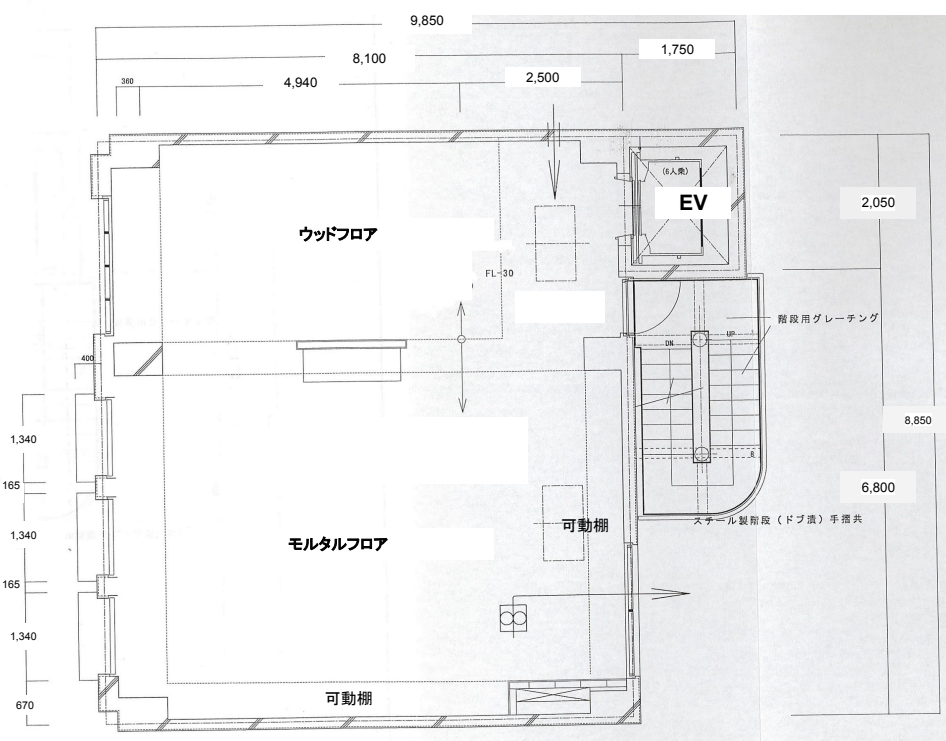 9,850
8,100
1,750
360
4,940
2,500
(6人乗)
EV
2,050
ウッドフロア
FL-30
階段用グレーチング
UP
DN
400
8,850
1,340
165
6,800
1,340
可動棚
スチール製階段（ドブ漬）手摺共
モルタルフロア
165
1,340
670
可動棚